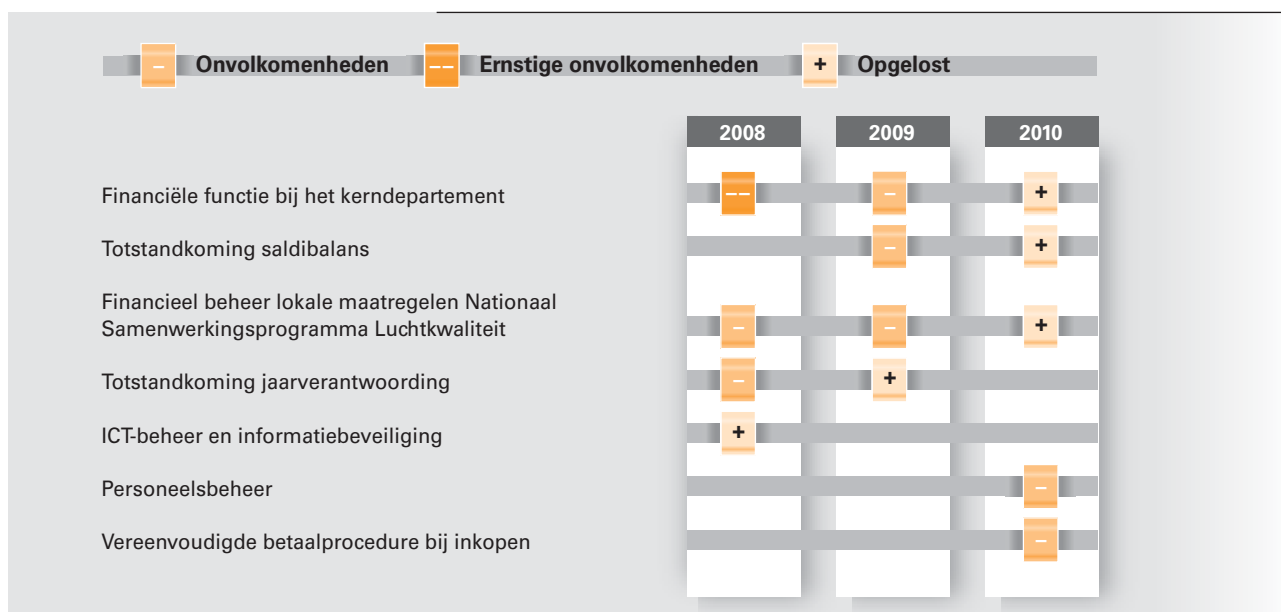 – Onvolkomenheden –– Ernstige onvolkomenheden + Opgelost
2008 2009 2010
Financiële functie bij het kerndepartement –– – +
Totstandkoming saldibalans – +
Financieel beheer lokale maatregelen Nationaal
Samenwerkingsprogramma Luchtkwaliteit – – +
Totstandkoming jaarverantwoording – +
ICT-beheer en informatiebeveiliging +
Personeelsbeheer –
Vereenvoudigde betaalprocedure bij inkopen –